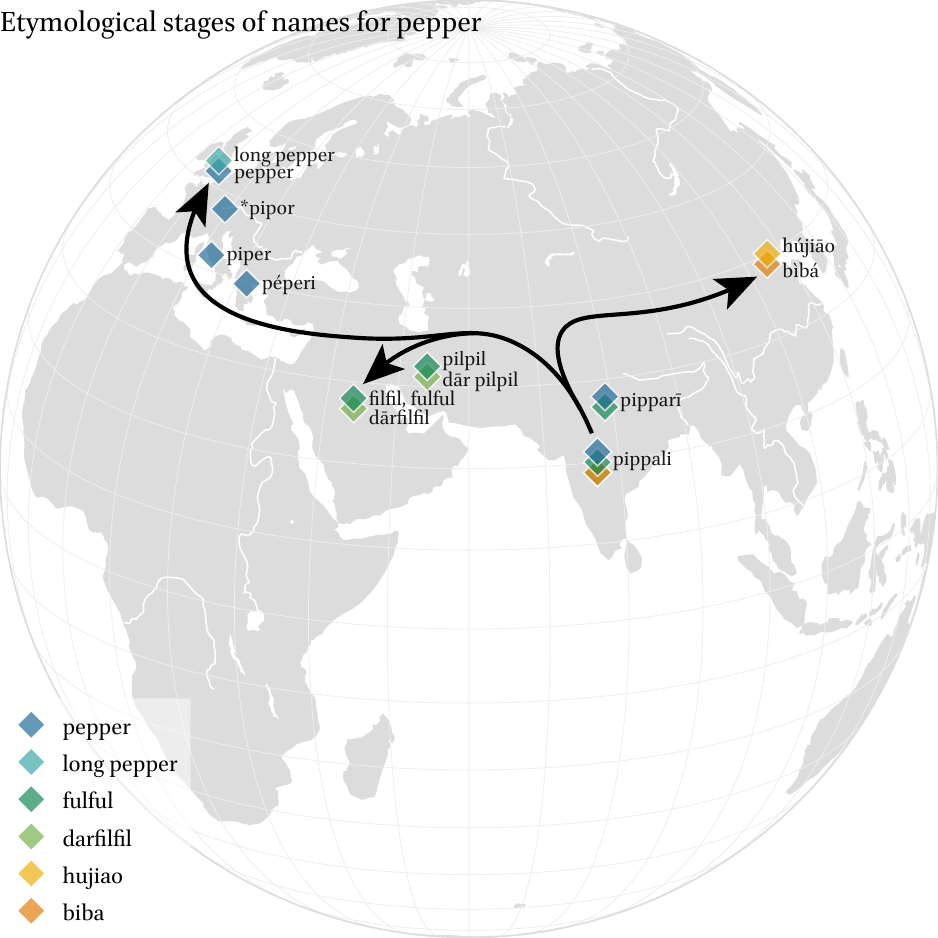 Etymological stages of names for pepper
long pepper
pepper
*pipor
piper
péperi
hújiāo
bìbá
pilpil
dār pilpil
filfil, fulful
dārfilfil
pipparī
pippali
pepper
long pepper
fulful
darfilfil
hujiao
biba